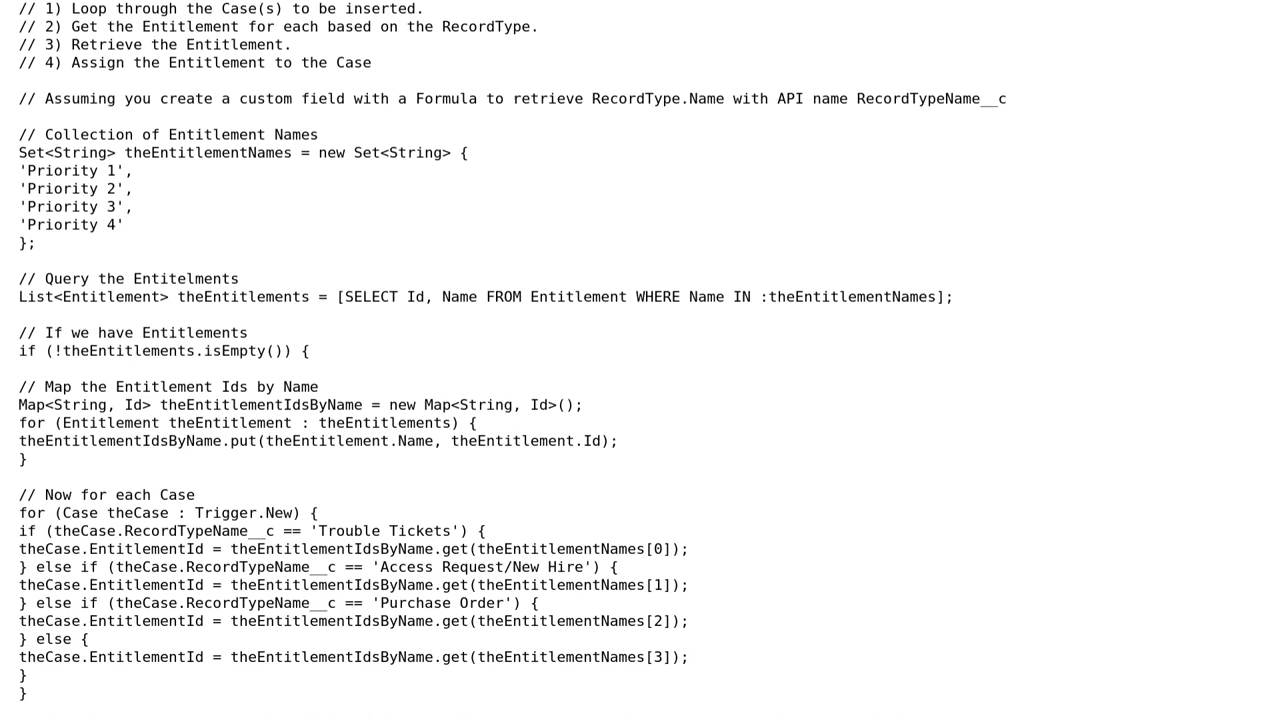 // 1) Loop through the Case(s) to be inserted.
// 2) Get the Entitlement for each based on the RecordType.
// 3) Retrieve the Entitlement.
// 4) Assign the Entitlement to the Case
// Assuming you create a custom field with a Formula to retrieve RecordType.Name with API name RecordTypeName__c
// Collection of Entitlement Names
Set<String> theEntitlementNames = new Set<String> {
'Priority 1',
'Priority 2',
'Priority 3',
'Priority 4'
};
// Query the Entitelments
List<Entitlement> theEntitlements = [SELECT Id, Name FROM Entitlement WHERE Name IN :theEntitlementNames];
// If we have Entitlements
if (!theEntitlements.isEmpty()) {
// Map the Entitlement Ids by Name
Map<String, Id> theEntitlementIdsByName = new Map<String, Id>();
for (Entitlement theEntitlement : theEntitlements) {
theEntitlementIdsByName.put(theEntitlement.Name, theEntitlement.Id);
}
// Now for each Case
for (Case theCase : Trigger.New) {
if (theCase.RecordTypeName__c == 'Trouble Tickets') {
theCase.EntitlementId = theEntitlementIdsByName.get(theEntitlementNames[0]);
} else if (theCase.RecordTypeName__c == 'Access Request/New Hire') {
theCase.EntitlementId = theEntitlementIdsByName.get(theEntitlementNames[1]);
} else if (theCase.RecordTypeName__c == 'Purchase Order') {
theCase.EntitlementId = theEntitlementIdsByName.get(theEntitlementNames[2]);
} else {
theCase.EntitlementId = theEntitlementIdsByName.get(theEntitlementNames[3]);
}
}